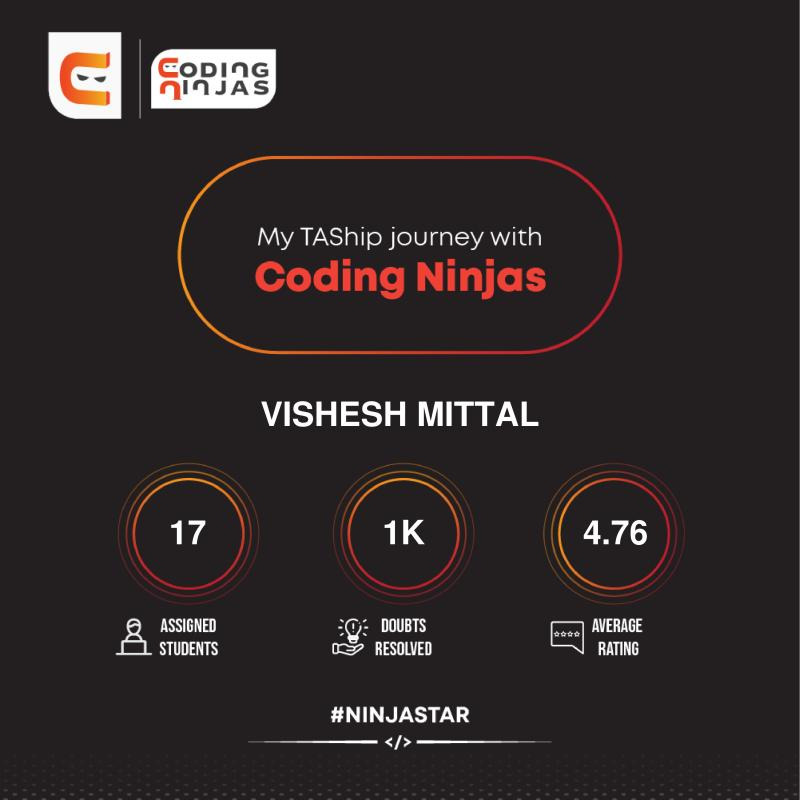 CODING
NINJAS
My TAShip journey with
Coding Ninjas
VISHESH MITTAL
17
1K
4.76
ASSIGNED
STUDENTS
DOUBTS
RESOLVED
AVERAGE
RATING
#NINJASTAR
</>